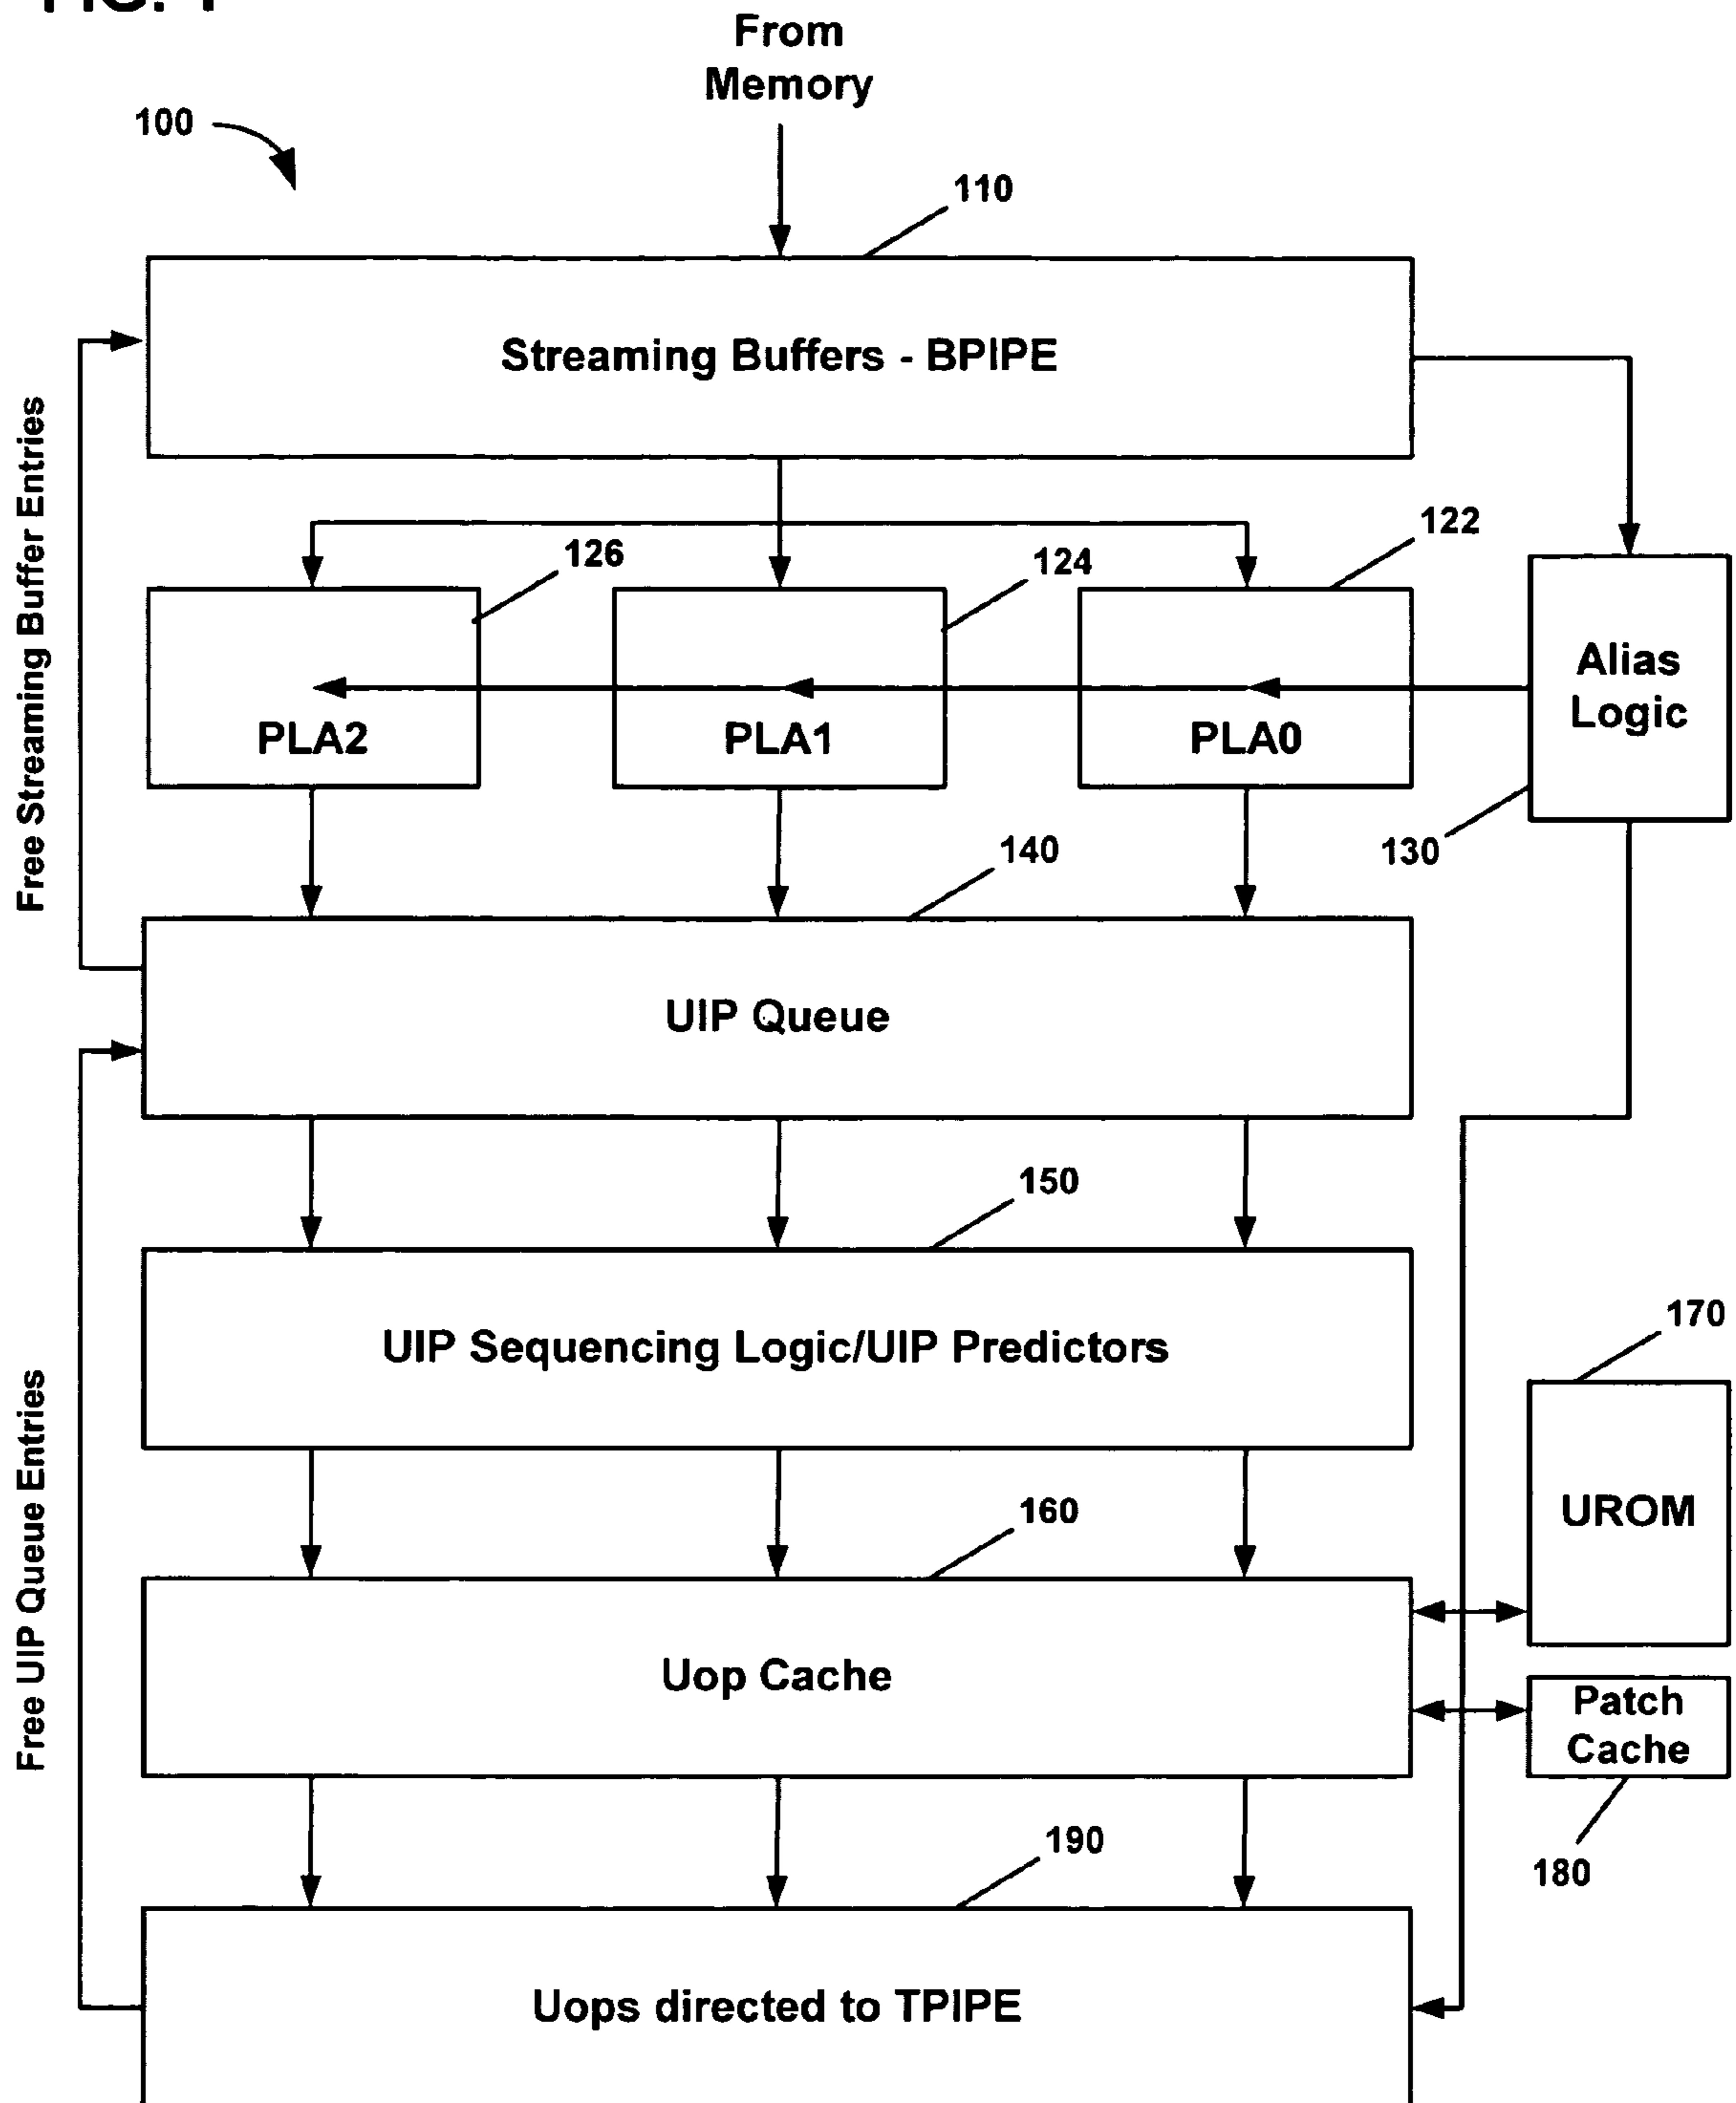 From
Memory
100
110
Streaming Buffers - BPIPE
Free Streaming Buffer Entries
122
126
124
Alias
Logic
PLA2
PLA1
PLA0
130
140
UIP Queue
150
UIP Sequencing Logic/UIP Predictors
Free UIP Queue Entries
170
UROM
160
Uop Cache
Patch
Cache
180
190
Uops directed to TPIPE